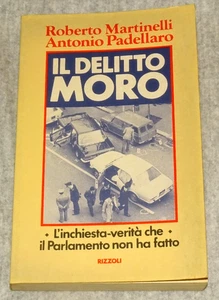 Roberto Martinelli
Antonio Padellaro
IL DELITTO
MORO
• L'inchiesta-verità che •
il Parlamento non ha fatto
RIZZOLI